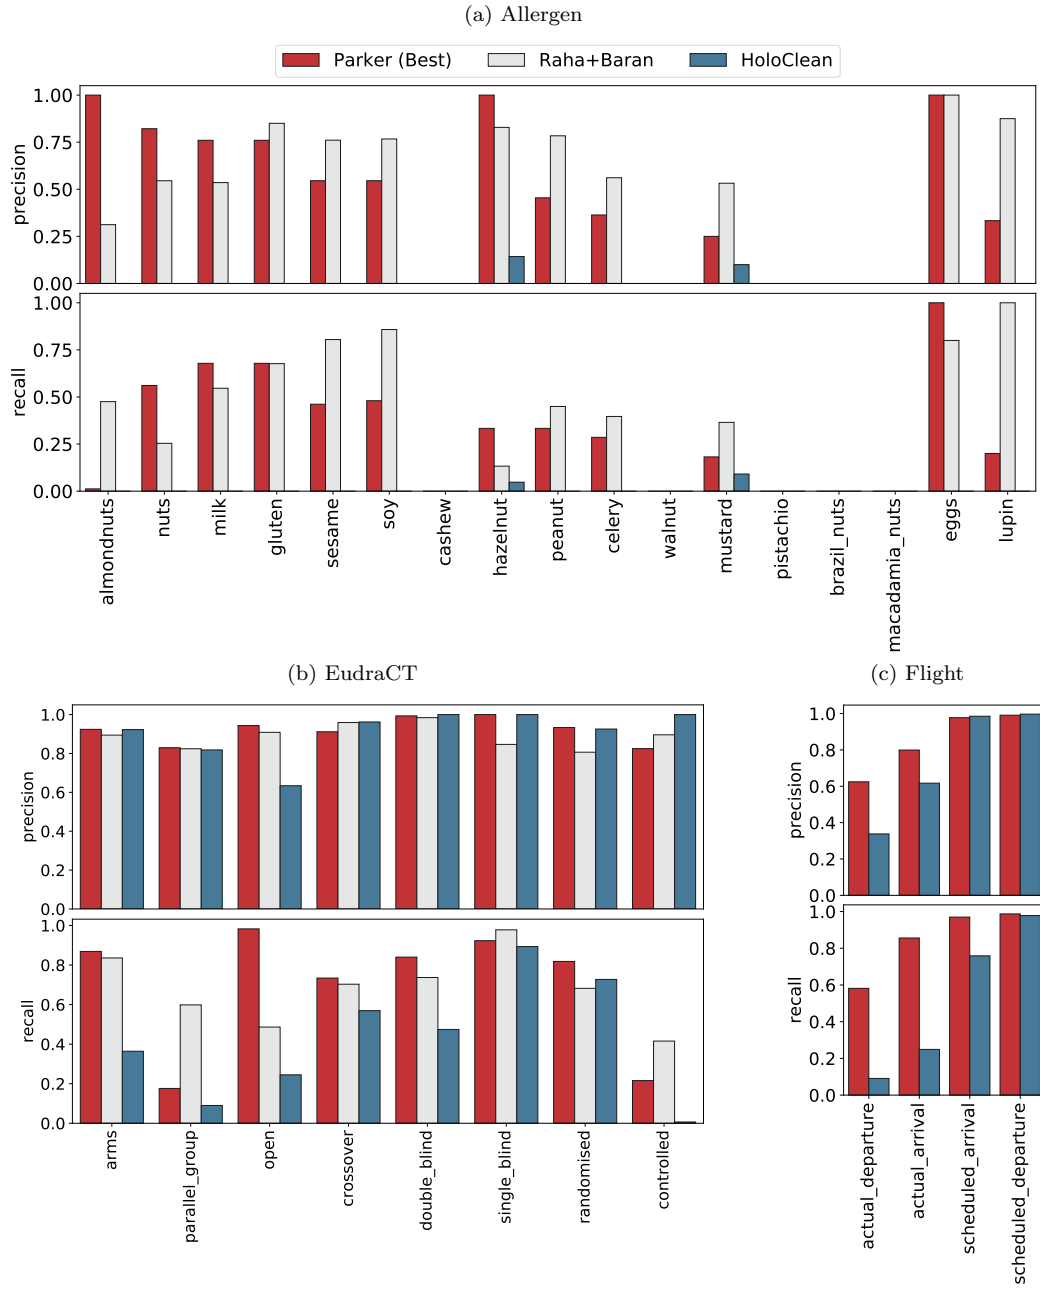 (a) Allergen
Parker (Best)
Raha+Baran
HoloClean
1.00
0.75
0.50
0.25
0.00
precision
1.00
0.75
0.50
0.25
0.00
recall
almondnuts
nuts
milk
gluten
sesame
soy
cashew
hazelnut
peanut
celery
walnut
mustard
pistachio
brazil_nuts
macadamia_nuts
eggs
lupin
(b) EudraCT
1.0
0.8
0.6
0.4
0.2
0.0
precision
1.0
0.8
0.6
0.4
0.2
0.0
recall
arms
parallel_group
open
crossover
double_blind
single_blind
randomised
controlled
(c) Flight
1.0
0.8
0.6
0.4
0.2
0.0
precision
1.0
0.8
0.6
0.4
0.2
0.0
recall
actual_departure
actual_arrival
scheduled_arrival
scheduled_departure